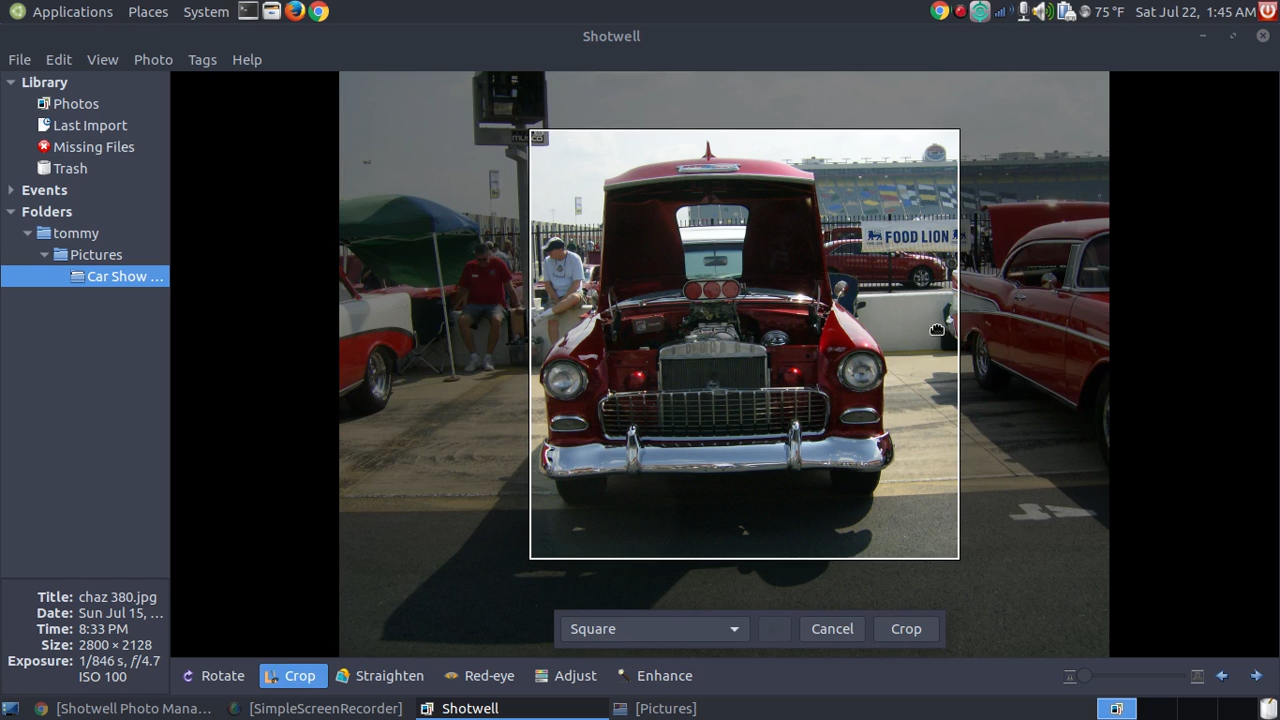 Applications Places System 75 °F Sat Jul 22, 1:45 AM
Shotwell
File Edit View Photo Tags Help
Library
Photos
Last Import
Missing Files
Trash
Events
Folders
tommy
Pictures
Car Show ...
FOOD LION
Title: chaz 380.jpg
Date: Sun Jul 15, ...
Time: 8:33 PM
Size: 2800 × 2128
Exposure: 1/846 s, f/4.7
ISO 100
Square Cancel Crop
Rotate Crop Straighten Red-eye Adjust Enhance
[Shotwell Photo Mana... [SimpleScreenRecorder] Shotwell [Pictures]